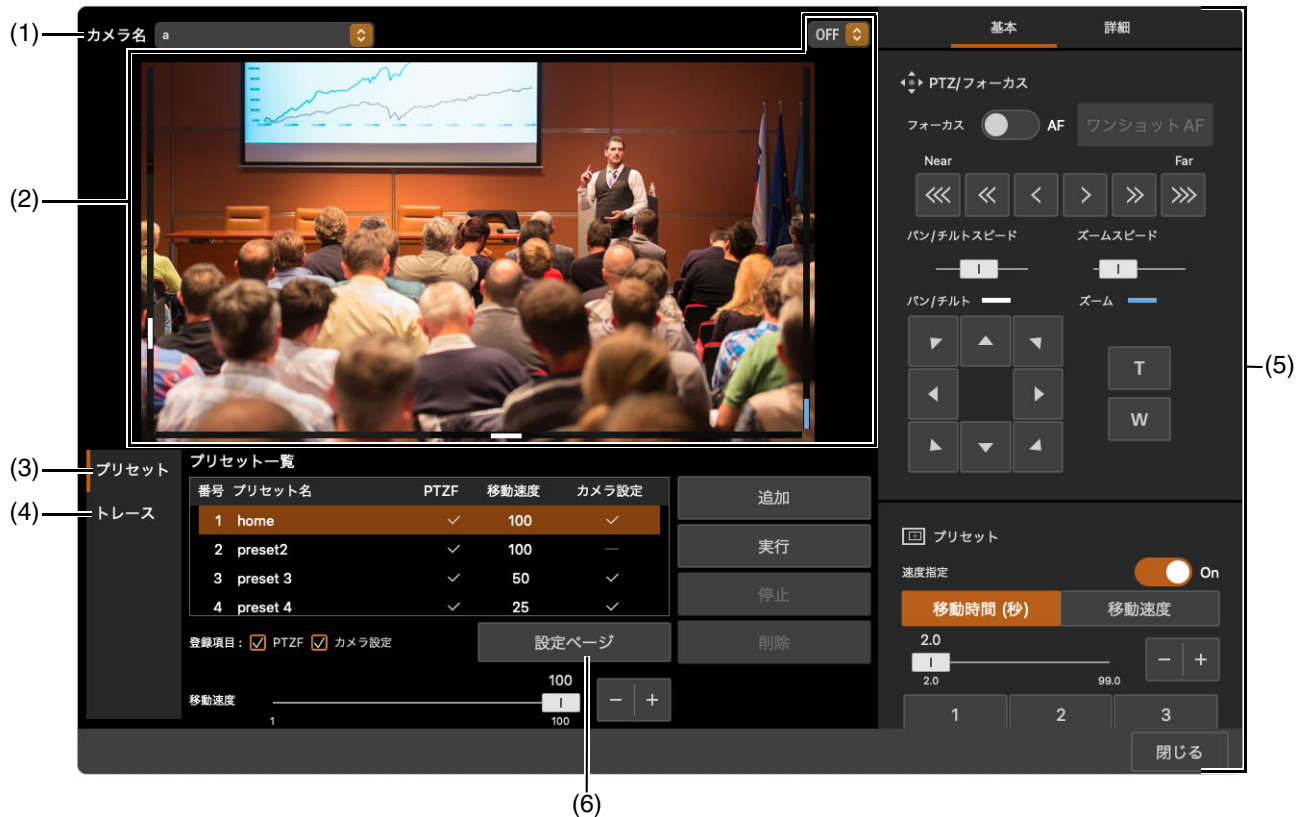 (1)
カメラ名 a
OFF
(2)
(3)
プリセット
(4)
トレース
プリセット一覧
番号 プリセット名 PTZF 移動速度 カメラ設定
1 home 100
2 preset2 100 —
3 preset 3 50
4 preset 4 25
登録項目: PTZF カメラ設定
設定ページ
移動速度
100
1
100
− +
追加
実行
停止
削除
(6)
基本 詳細
PTZ/フォーカス
フォーカス AF ワンショット AF
Near Far
パン/チルトスピード ズームスピード
パン/チルト ズーム
T
W
(5)
プリセット
速度指定 On
移動時間 (秒) 移動速度
2.0
2.0 99.0
− +
1 2 3
閉じる